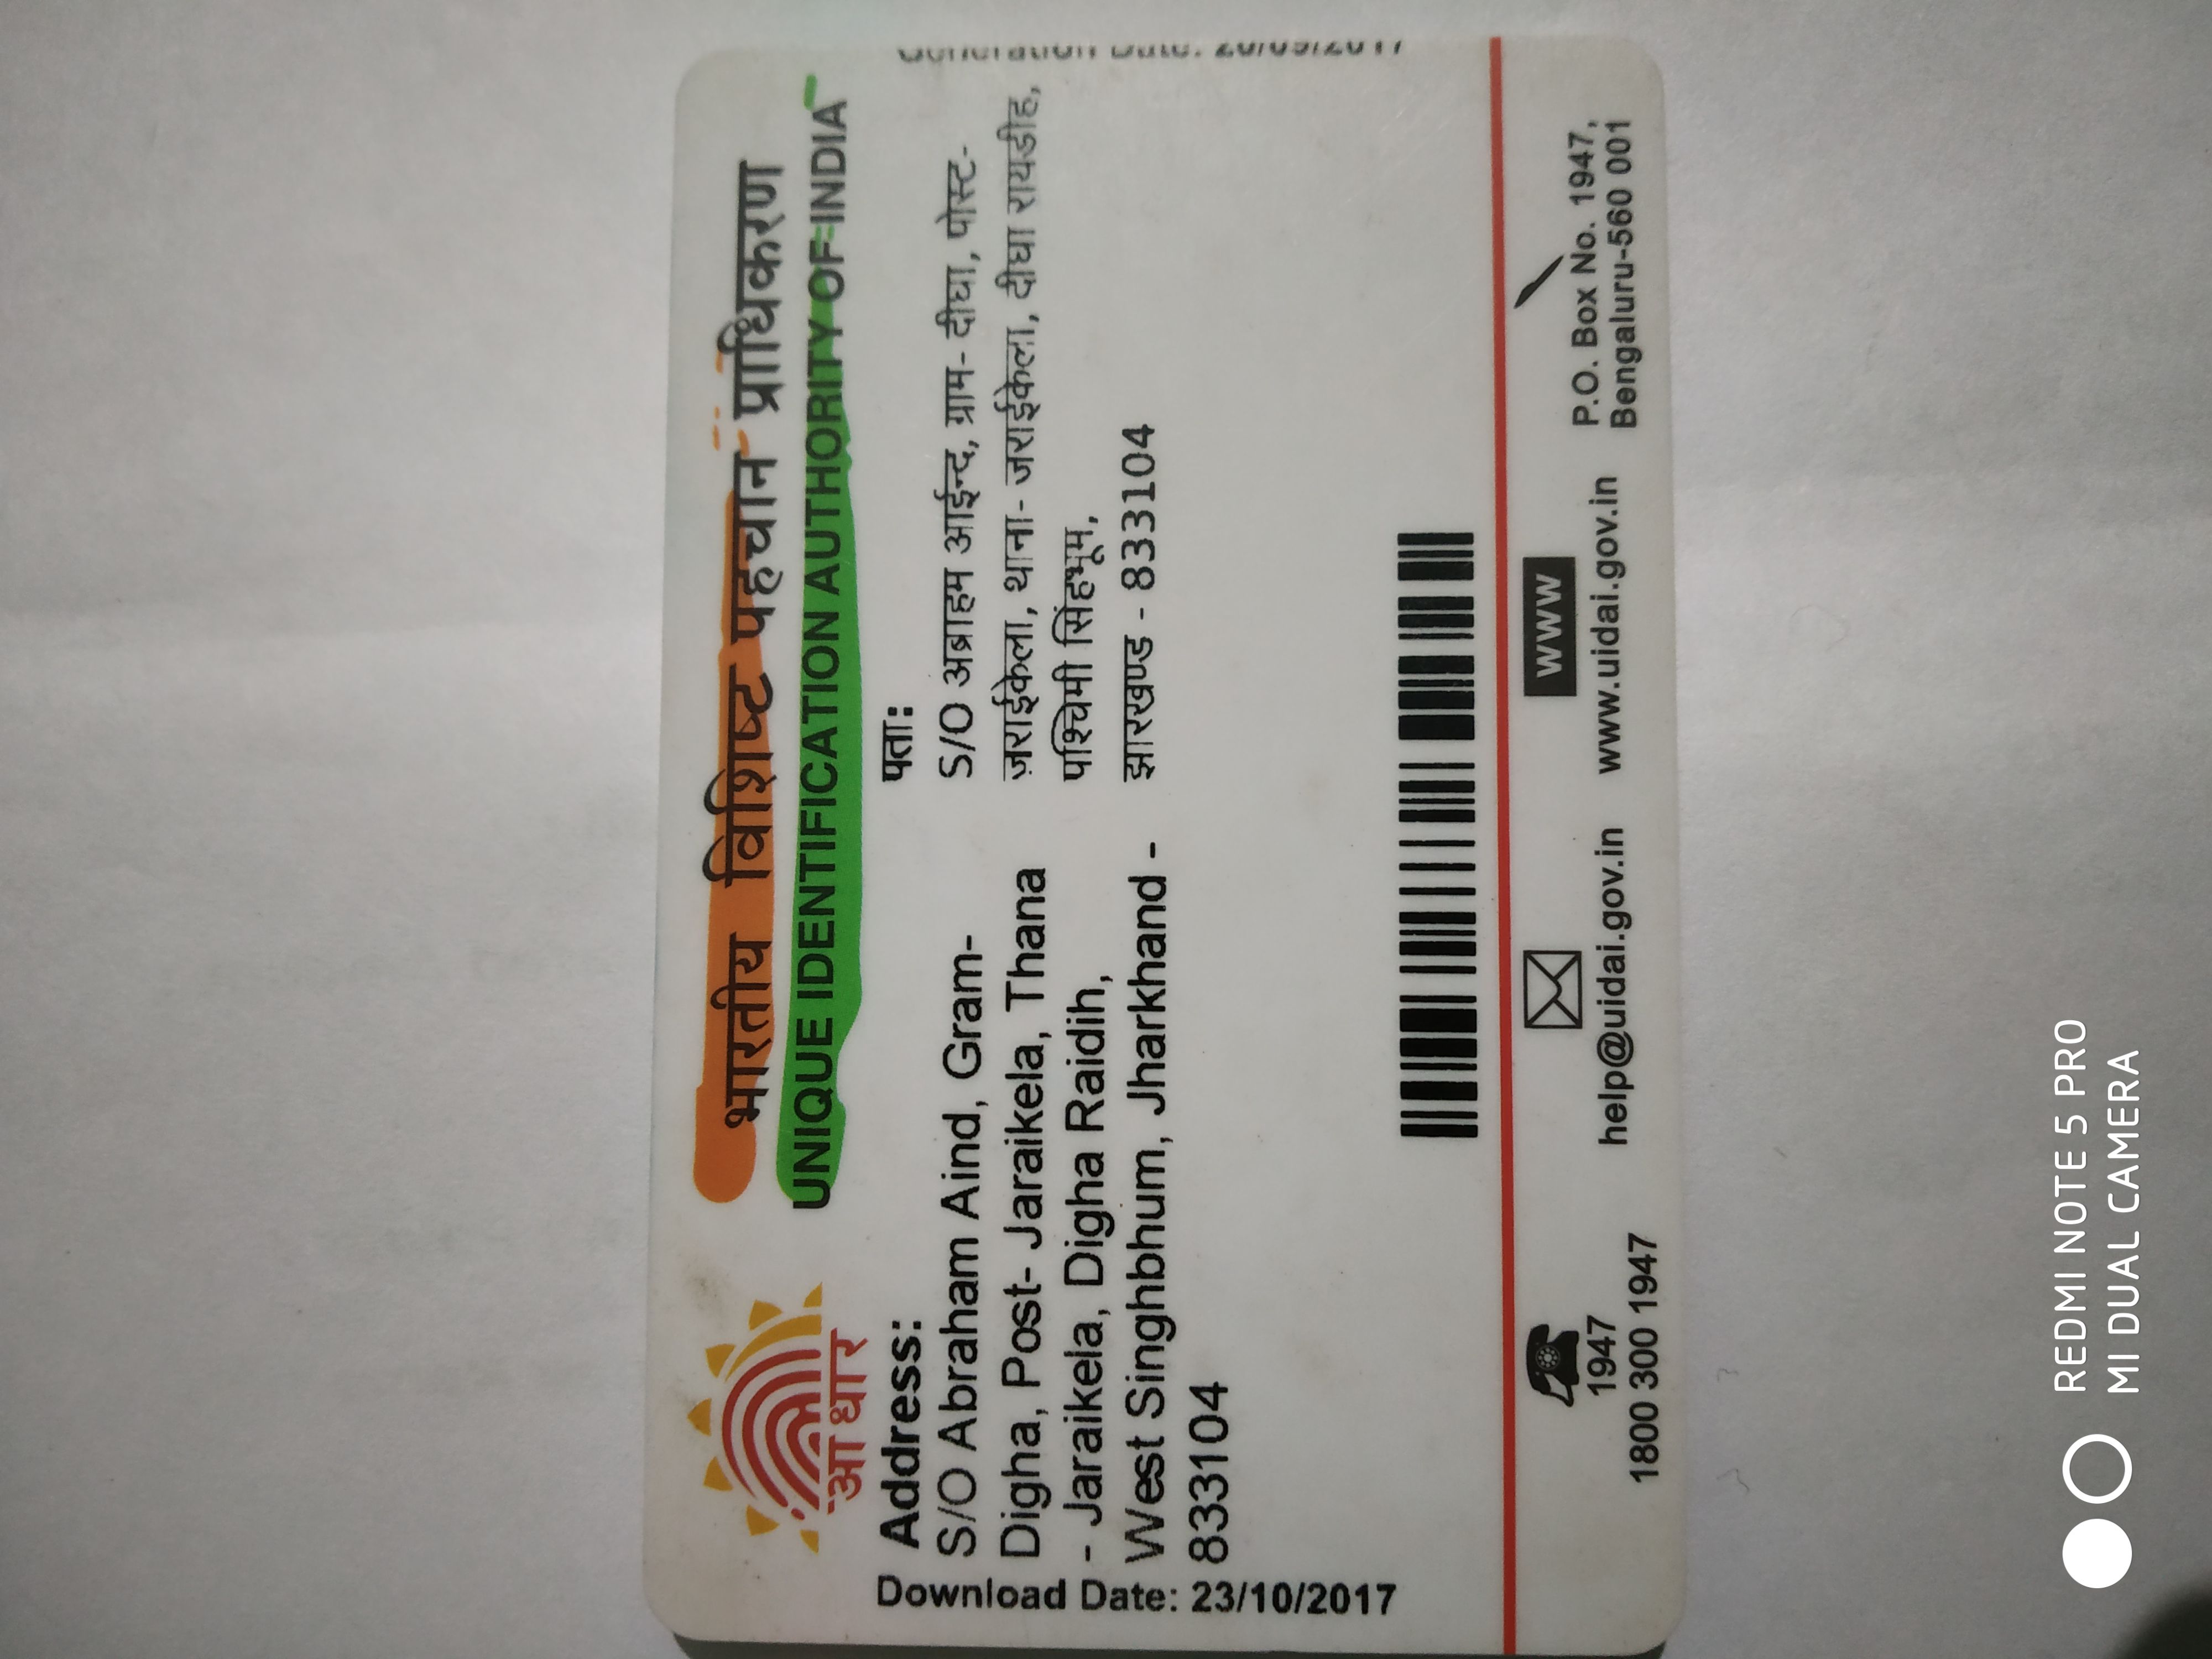 भारतीय विशिष्ट पहचान प्राधिकरण
UNIQUE IDENTIFICATION AUTHORITY OF INDIA
आधार
Address:
S/O Abraham Aind, Gram-
Digha, Post- Jaraikela, Thana
- Jaraikela, Digha Raidih,
West Singhbhum, Jharkhand -
833104
पता:
S/O अब्राहम आईन्द, ग्राम- दीघा, पोस्ट-
ज़राईकेला, थाना- जराईकेला, दीघा रायडीह,
पश्चिमी सिंहभूम,
झारखण्ड - 833104
Download Date: 23/10/2017
Generation Date:
1947
1800 300 1947
help@uidai.gov.in
WWW
www.uidai.gov.in
P.O. Box No. 1947,
Bengaluru-560 001
REDMI NOTE 5 PRO
MI DUAL CAMERA